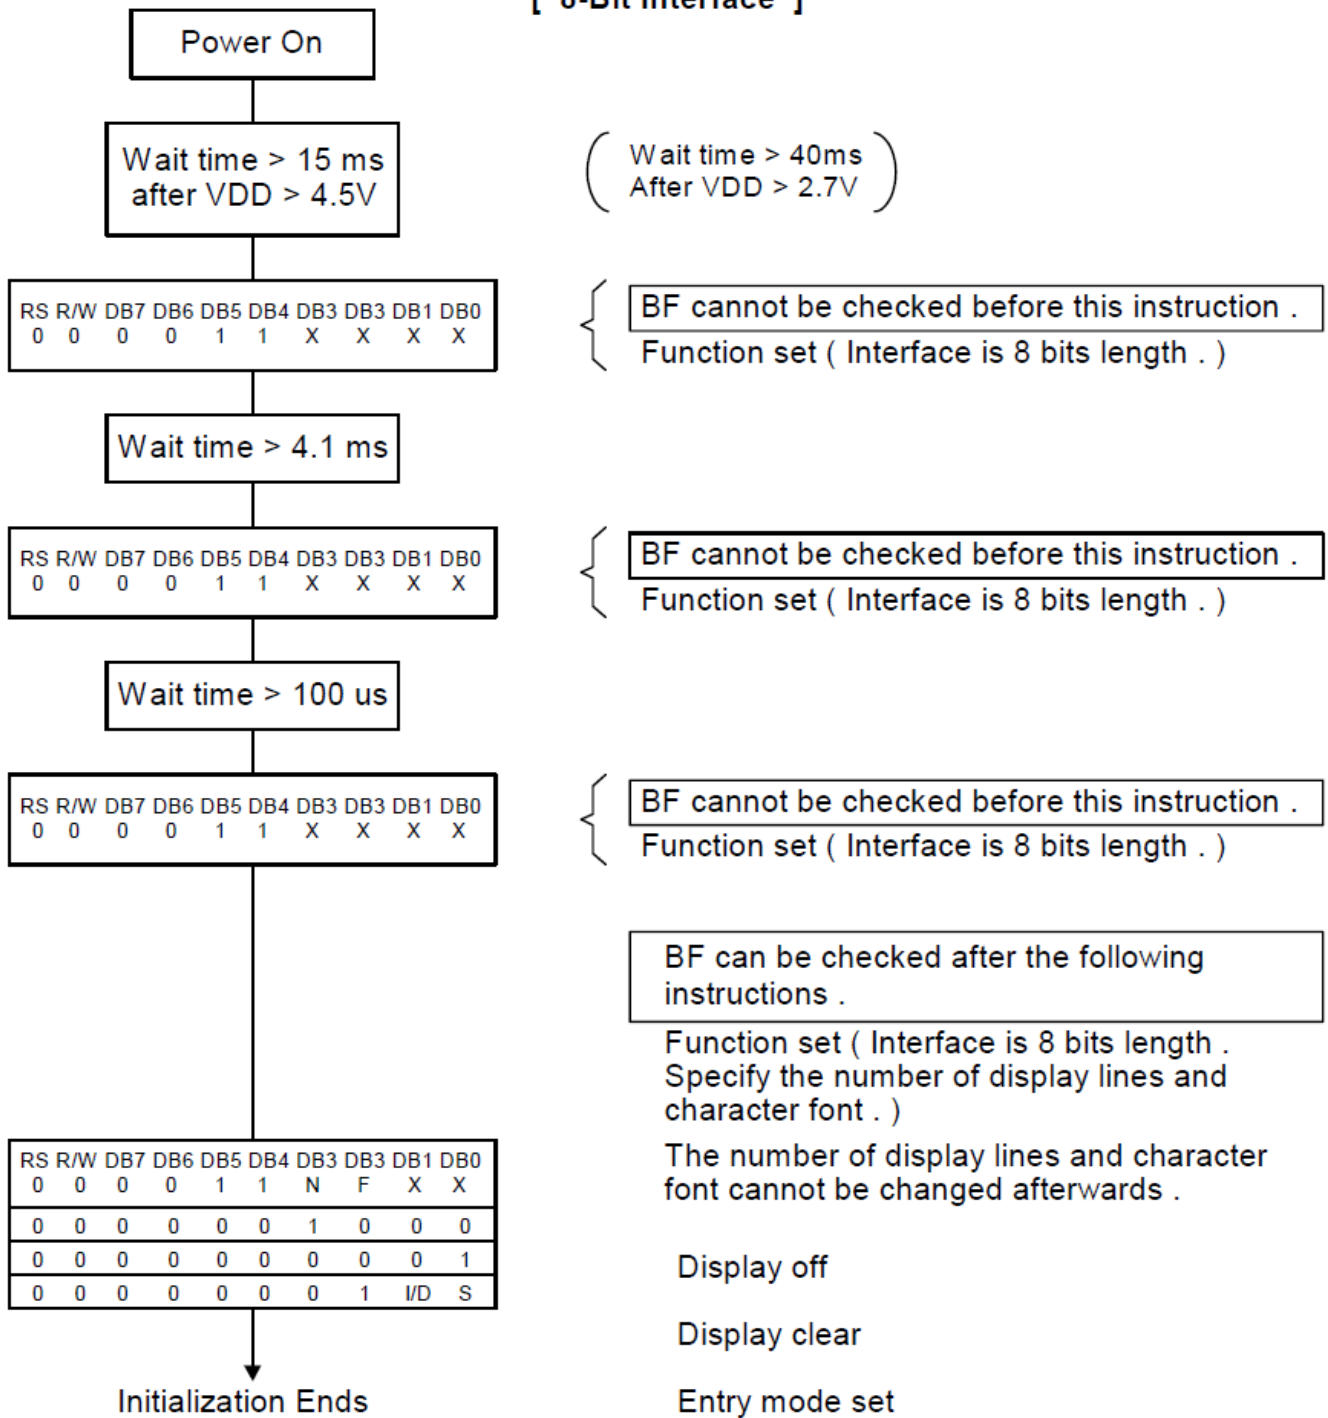 [ 8-Bit Interface ]
Power On
Wait time > 15 ms
after VDD > 4.5V
Wait time > 40ms
After VDD > 2.7V
RS R/W DB7 DB6 DB5 DB4 DB3 DB3 DB1 DB0
0 0 0 0 1 1 X X X X
BF cannot be checked before this instruction .
Function set ( Interface is 8 bits length . )
Wait time > 4.1 ms
RS R/W DB7 DB6 DB5 DB4 DB3 DB3 DB1 DB0
0 0 0 0 1 1 X X X X
BF cannot be checked before this instruction .
Function set ( Interface is 8 bits length . )
Wait time > 100 us
RS R/W DB7 DB6 DB5 DB4 DB3 DB3 DB1 DB0
0 0 0 0 1 1 X X X X
BF cannot be checked before this instruction .
Function set ( Interface is 8 bits length . )
BF can be checked after the following
instructions .
Function set ( Interface is 8 bits length .
Specify the number of display lines and
character font . )
The number of display lines and character
font cannot be changed afterwards .
RS R/W DB7 DB6 DB5 DB4 DB3 DB3 DB1 DB0
0 0 0 0 1 1 N F X X
0 0 0 0 0 0 1 0 0 0
0 0 0 0 0 0 0 0 0 1
0 0 0 0 0 0 0 1 I/D S
Display off
Display clear
Initialization Ends
Entry mode set